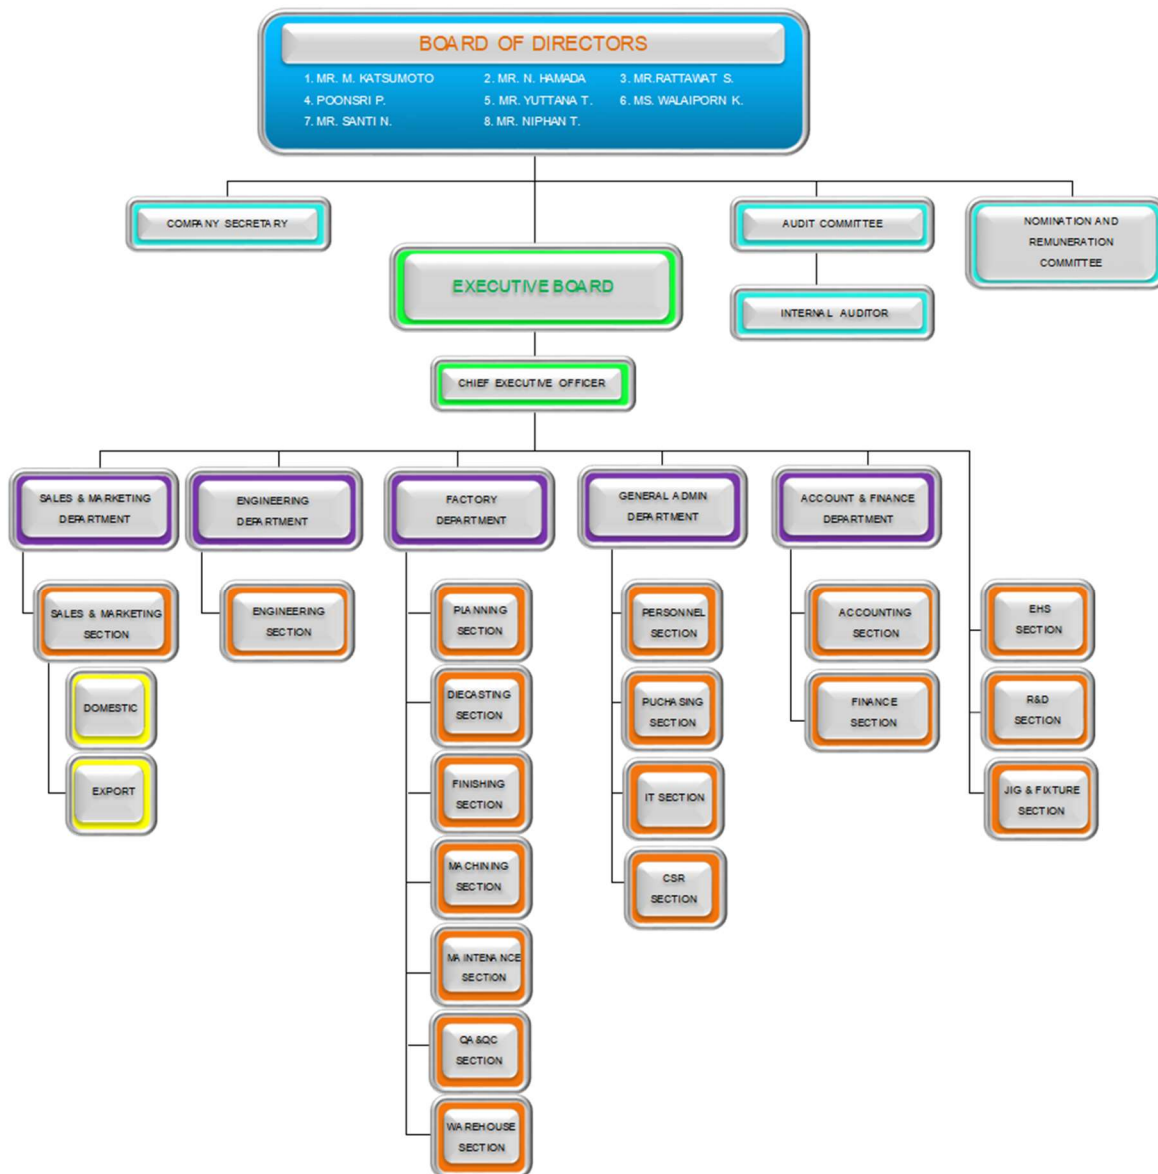 BOARD OF DIRECTORS
1. MR. M. KATSUMOTO 2. MR. N. HAMADA 3. MR.RATTAWAT S.
4. POONSRI P. 5. MR. YUTTANA T. 6. MS. WALAIPORN K.
7. MR. SANTI N. 8. MR. NIPHAN T.
COMPANY SECRETARY
AUDIT COMMITTEE
NOMINATION AND
REMUNERATION
COMMITTEE
EXECUTIVE BOARD
INTERNAL AUDITOR
CHIEF EXECUTIVE OFFICER
SALES & MARKETING
DEPARTMENT
ENGINEERING
DEPARTMENT
FACTORY
DEPARTMENT
GENERAL ADMIN
DEPARTMENT
ACCOUNT & FINANCE
DEPARTMENT
SALES & MARKETING
SECTION
DOMESTIC
EXPORT
ENGINEERING
SECTION
PLANNING
SECTION
DIECASTING
SECTION
FINISHING
SECTION
MACHINING
SECTION
MAINTENANCE
SECTION
QA&QC
SECTION
WAREHOUSE
SECTION
PERSONNEL
SECTION
PUCHASING
SECTION
IT SECTION
CSR
SECTION
ACCOUNTING
SECTION
FINANCE
SECTION
EHS
SECTION
R&D
SECTION
JIG & FIXTURE
SECTION